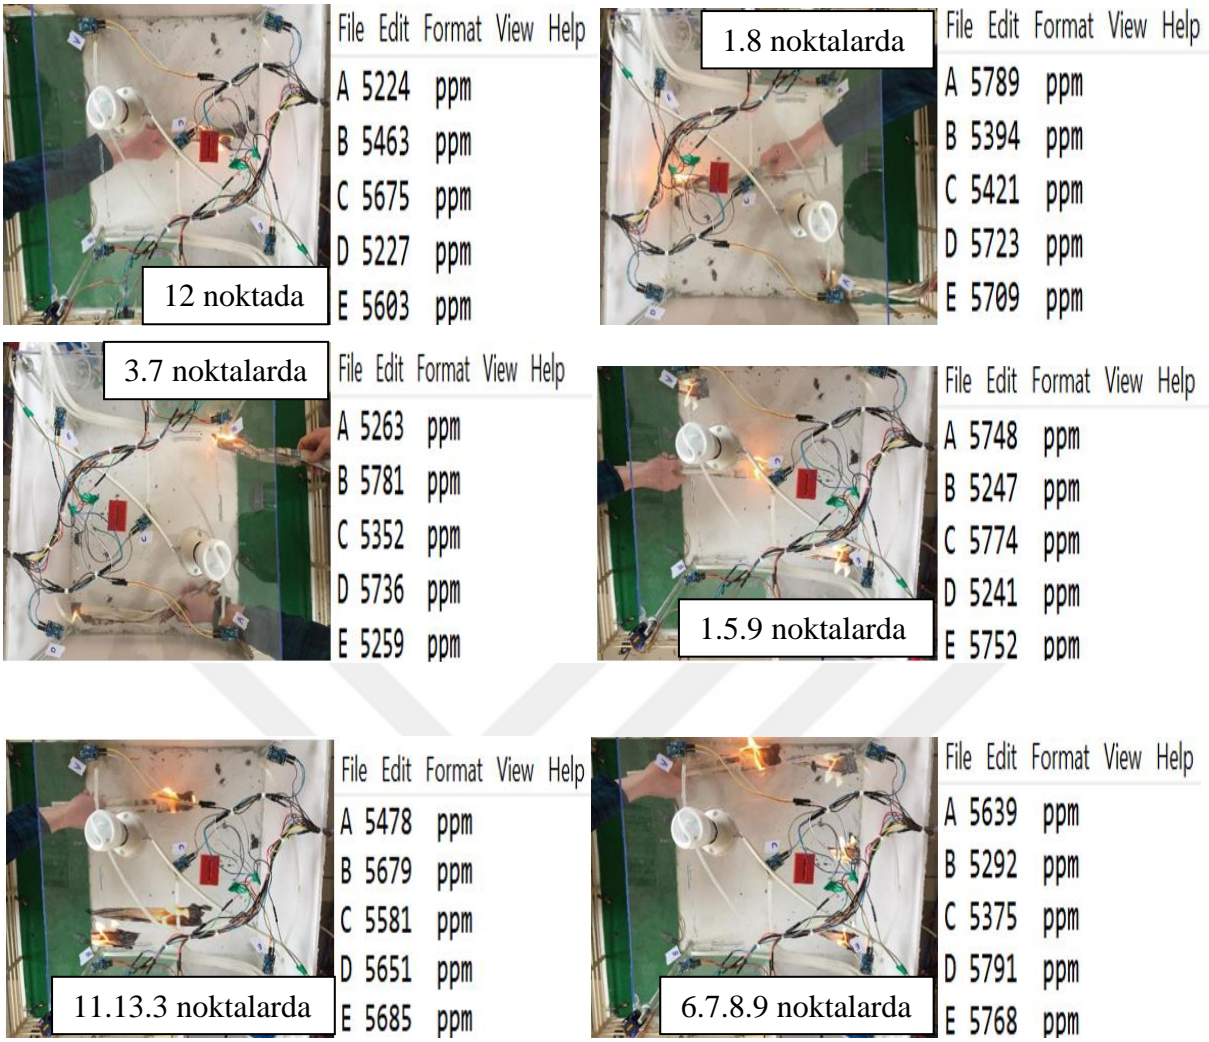 File Edit Format View Help
A 5224 ppm
B 5463 ppm
C 5675 ppm
D 5227 ppm
E 5603 ppm
12 noktada
1.8 noktalarda
File Edit Format View Help
A 5789 ppm
B 5394 ppm
C 5421 ppm
D 5723 ppm
E 5709 ppm
3.7 noktalarda
File Edit Format View Help
A 5263 ppm
B 5781 ppm
C 5352 ppm
D 5736 ppm
E 5259 ppm
File Edit Format View Help
A 5748 ppm
B 5247 ppm
C 5774 ppm
D 5241 ppm
E 5752 ppm
1.5.9 noktalarda
File Edit Format View Help
A 5478 ppm
B 5679 ppm
C 5581 ppm
D 5651 ppm
E 5685 ppm
11.13.3 noktalarda
File Edit Format View Help
A 5639 ppm
B 5292 ppm
C 5375 ppm
D 5791 ppm
E 5768 ppm
6.7.8.9 noktalarda